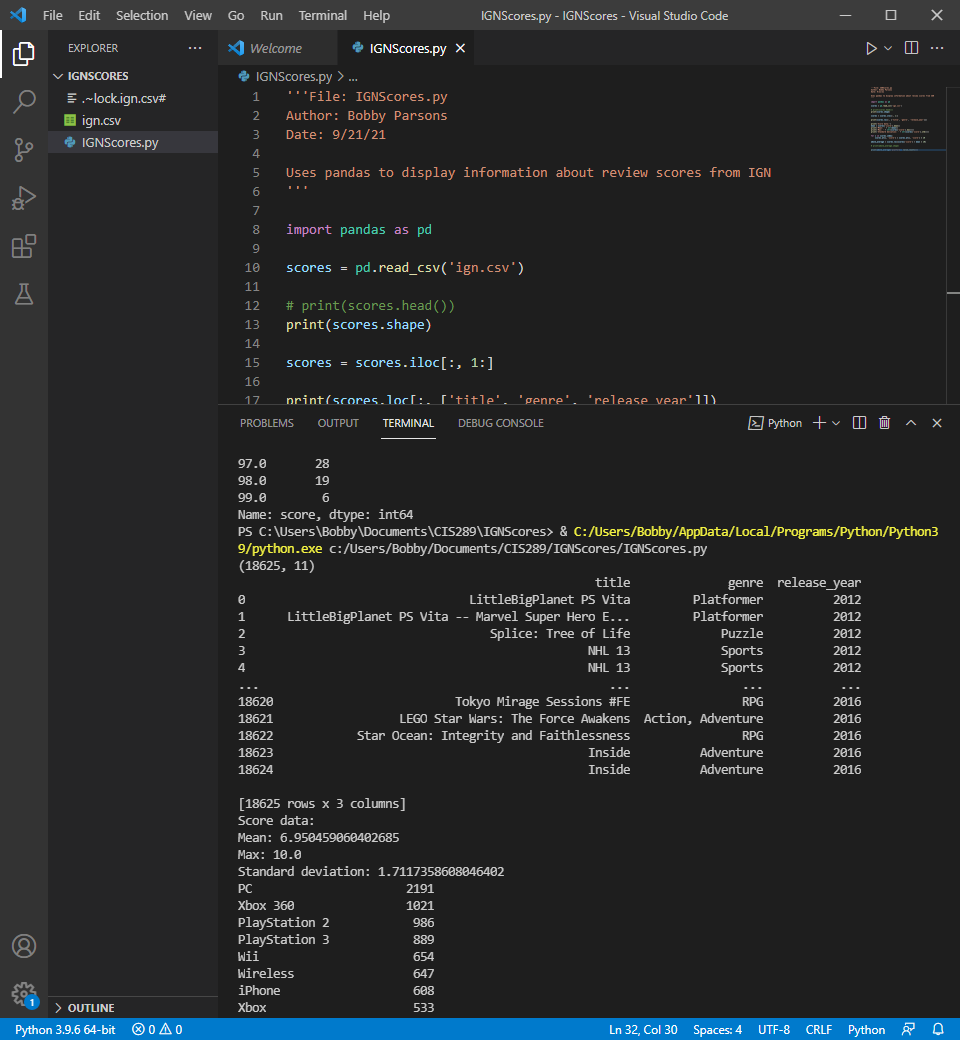 File Edit Selection View Go Run Terminal Help IGNScores.py - IGNScores - Visual Studio Code
EXPLORER
Welcome IGNScores.py
IGNSCORES
.~lock.ign.csv#
ign.csv
IGNScores.py
IGNScores.py > ...
1 '''File: IGNScores.py
2 Author: Bobby Parsons
3 Date: 9/21/21
4
5 Uses pandas to display information about review scores from IGN
6 '''
7
8 import pandas as pd
9
10 scores = pd.read_csv('ign.csv')
11
12 # print(scores.head())
13 print(scores.shape)
14
15 scores = scores.iloc[:, 1:]
16
17 print(scores.loc[:, ['title', 'genre', 'release_year']])
PROBLEMS OUTPUT TERMINAL DEBUG CONSOLE Python
97.0 28
98.0 19
99.0 6
Name: score, dtype: int64
PS C:\Users\Bobby\Documents\CIS289\IGNScores> & C:/Users/Bobby/AppData/Local/Programs/Python/Python3
9/python.exe c:/Users/Bobby/Documents/CIS289/IGNScores/IGNScores.py
(18625, 11)
title genre release_year
0 LittleBigPlanet PS Vita Platformer 2012
1 LittleBigPlanet PS Vita -- Marvel Super Hero E... Platformer 2012
2 Splice: Tree of Life Puzzle 2012
3 NHL 13 Sports 2012
4 NHL 13 Sports 2012
... ... ... ...
18620 Tokyo Mirage Sessions #FE RPG 2016
18621 LEGO Star Wars: The Force Awakens Action, Adventure 2016
18622 Star Ocean: Integrity and Faithlessness RPG 2016
18623 Inside Adventure 2016
18624 Inside Adventure 2016
[18625 rows x 3 columns]
Score data:
Mean: 6.950459060402685
Max: 10.0
Standard deviation: 1.7117358608046402
PC 2191
Xbox 360 1021
PlayStation 2 986
PlayStation 3 889
Wii 654
Wireless 647
iPhone 608
Xbox 533
OUTLINE
1
Python 3.9.6 64-bit 0 0 Ln 32, Col 30 Spaces: 4 UTF-8 CRLF Python